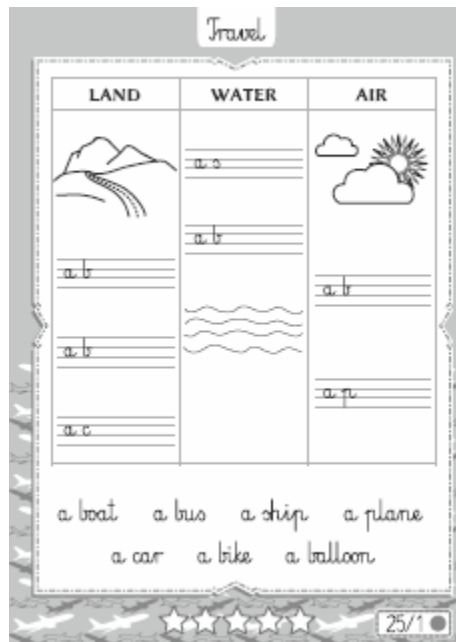 Travel
LAND WATER AIR
a s
a b
a b
a b
a b
a p
a c
a boat a bus a ship a plane
a car a bike a balloon
25/1